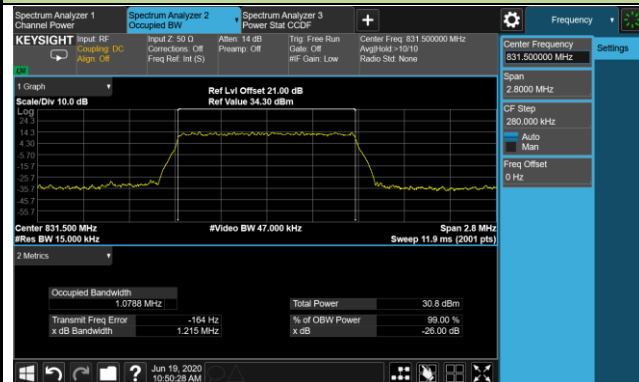 Spectrum Analyzer 1
Channel Power
Spectrum Analyzer 2
Occupied BW
Spectrum Analyzer 3
Power Stat CCDF
Frequency
KEYSIGHT
Input: RF
Coupling: DC
Align: Off
Input Z: 50 Ω
Corrections: Off
Freq Ref: Int (S)
Atten: 14 dB
Preamp: Off
Trig: Free Run
Gate: Off
#IF Gain: Low
Center Freq: 831.500000 MHz
Avg|Hold:>10/10
Radio Std: None
Center Frequency
831.500000 MHz
Settings
Span
2.8000 MHz
CF Step
280.000 kHz
Auto
Man
Freq Offset
0 Hz
1 Graph
Scale/Div 10.0 dB
Ref Lvl Offset 21.00 dB
Ref Value 34.30 dBm
Log
24.3
14.3
4.30
-5.70
-15.7
-25.7
-35.7
-45.7
-55.7
Center 831.500 MHz
#Res BW 15.000 kHz
#Video BW 47.000 kHz
Span 2.8 MHz
Sweep 11.9 ms (2001 pts)
2 Metrics
Occupied Bandwidth
1.0788 MHz
Total Power 30.8 dBm
Transmit Freq Error -164 Hz
% of OBW Power 99.00 %
x dB Bandwidth 1.215 MHz
x dB -26.00 dB
?
Jun 19, 2020
10:50:28 AM